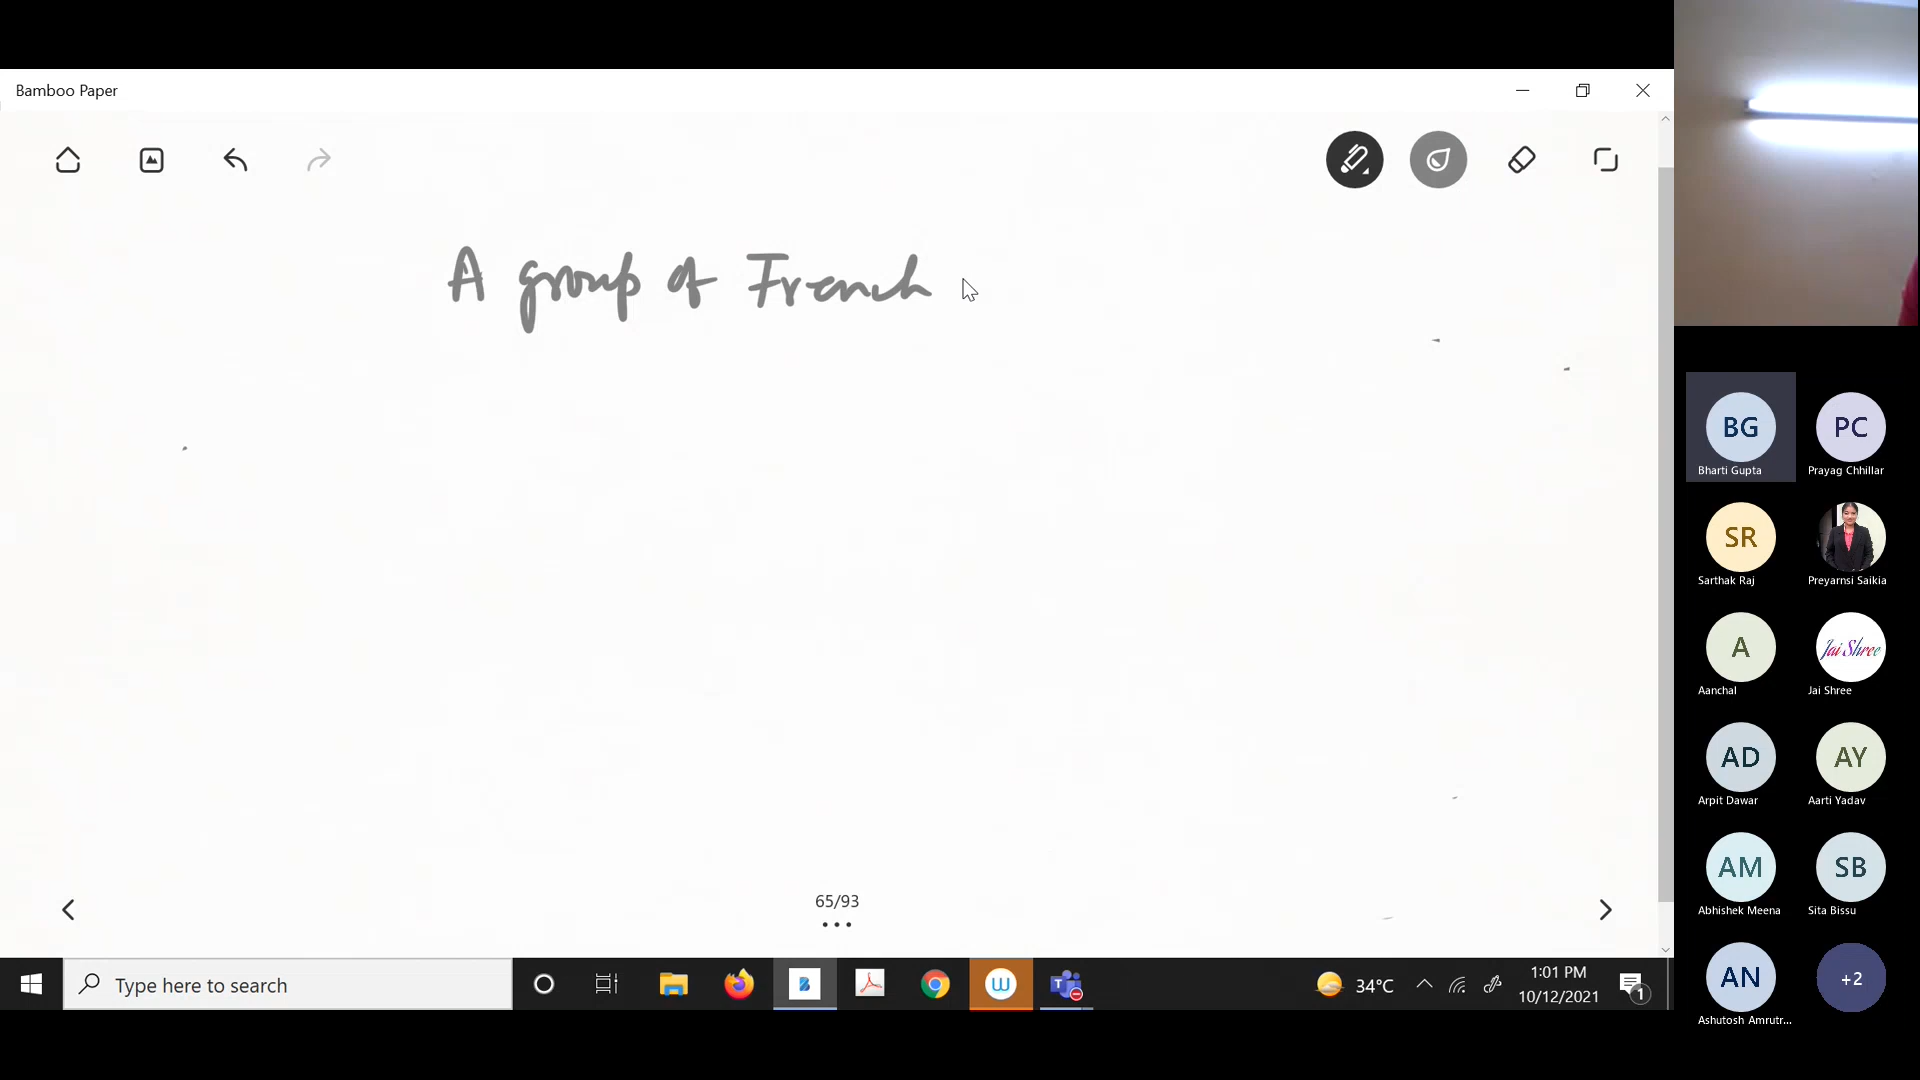 Bamboo Paper
A group of French
65/93
BG
Bharti Gupta
PC
Prayag Chhillar
SR
Sarthak Raj
Preyarnsi Saikia
A
Aanchal
Jai Shree
Jai Shree
AD
Arpit Dawar
AY
Aarti Yadav
AM
Abhishek Meena
SB
Sita Bissu
AN
Ashutosh Amrutr...
+2
Type here to search
34°C
1:01 PM
10/12/2021
1